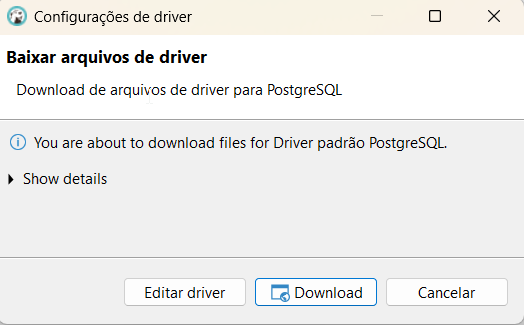 Configurações de driver
Baixar arquivos de driver
Download de arquivos de driver para PostgreSQL
You are about to download files for Driver padrão PostgreSQL.
Show details
Editar driver
Download
Cancelar